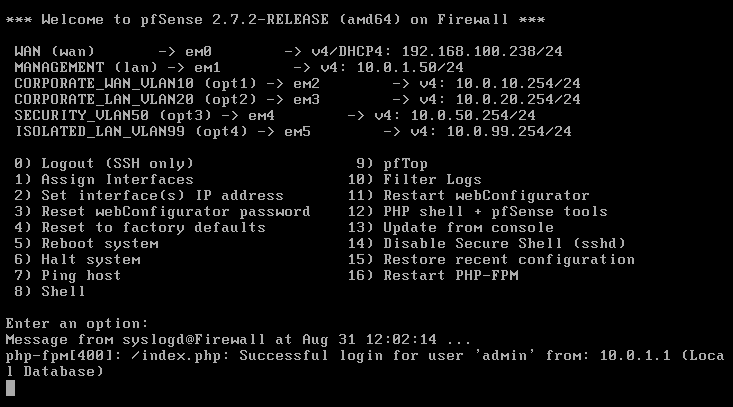 *** Welcome to pfSense 2.7.2-RELEASE (amd64) on Firewall ***
WAN (wan) -> em0 -> v4/DHCP4: 192.168.100.238/24
MANAGEMENT (lan) -> em1 -> v4: 10.0.1.50/24
CORPORATE_WAN_VLAN10 (opt1) -> em2 -> v4: 10.0.10.254/24
CORPORATE_LAN_VLAN20 (opt2) -> em3 -> v4: 10.0.20.254/24
SECURITY_VLAN50 (opt3) -> em4 -> v4: 10.0.50.254/24
ISOLATED_LAN_VLAN99 (opt4) -> em5 -> v4: 10.0.99.254/24
0) Logout (SSH only) 9) pfTop
1) Assign Interfaces 10) Filter Logs
2) Set interface(s) IP address 11) Restart webConfigurator
3) Reset webConfigurator password 12) PHP shell + pfSense tools
4) Reset to factory defaults 13) Update from console
5) Reboot system 14) Disable Secure Shell (sshd)
6) Halt system 15) Restore recent configuration
7) Ping host 16) Restart PHP-FPM
8) Shell
Enter an option:
Message from syslogd@Firewall at Aug 31 12:02:14 ...
php-fpm[400]: /index.php: Successful login for user 'admin' from: 10.0.1.1 (Loca
l Database)